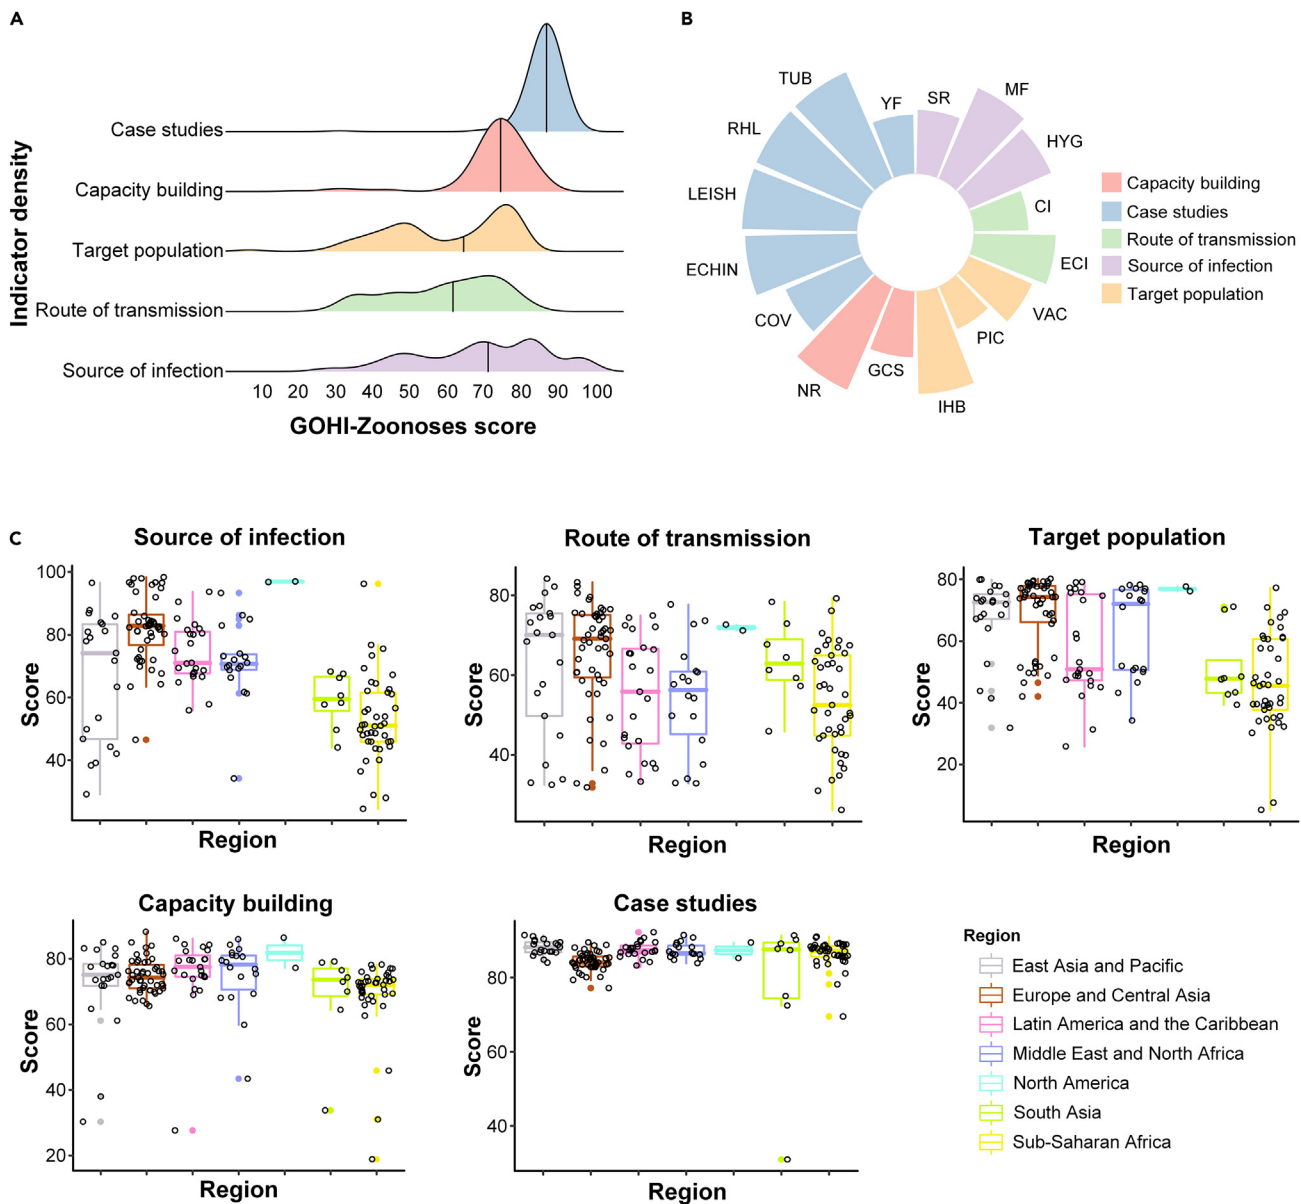 A
Indicator density
Case studies
Capacity building
Target population
Route of transmission
Source of infection
10 20 30 40 50 60 70 80 90 100
GOHI-Zoonoses score
B
TUB
YF
SR
MF
RHL
HYG
LEISH
CI
ECHIN
ECI
COV
VAC
PIC
NR
GCS
IHB
Capacity building
Case studies
Route of transmission
Source of infection
Target population
C
Source of infection
Score
100
80
60
40
Region
Route of transmission
Score
80
60
40
Region
Target population
Score
80
60
40
20
Region
Capacity building
Score
80
60
40
20
Region
Case studies
Score
80
60
40
Region
Region
East Asia and Pacific
Europe and Central Asia
Latin America and the Caribbean
Middle East and North Africa
North America
South Asia
Sub-Saharan Africa